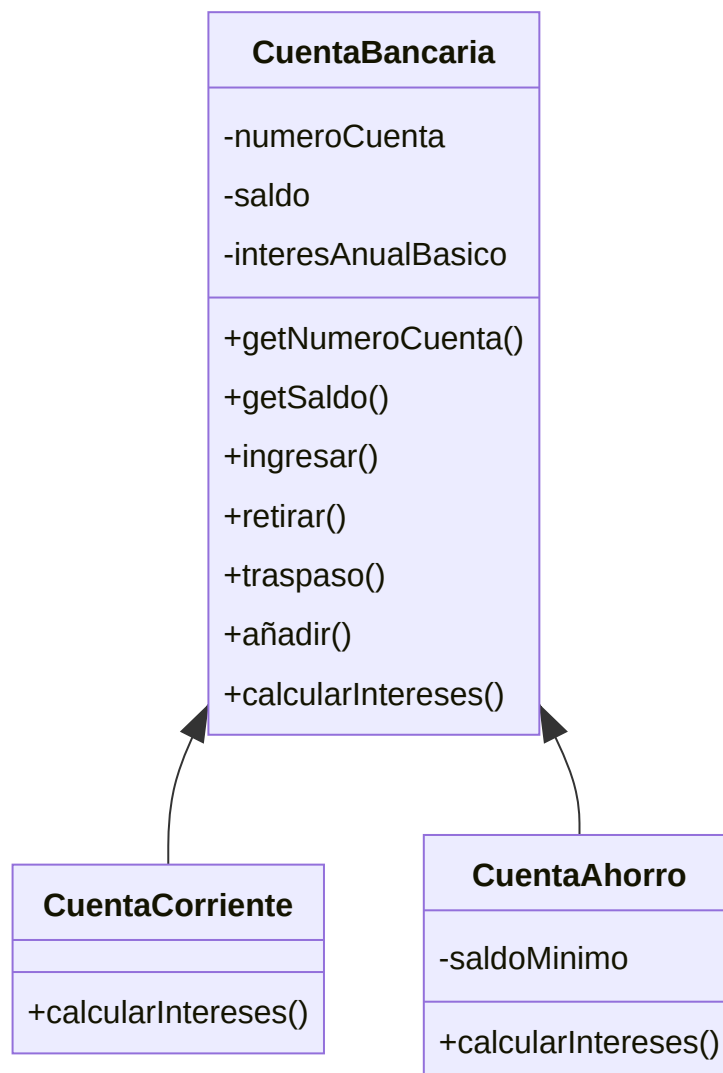 CuentaBancaria
-numeroCuenta
-saldo
-interesAnualBasico
+getNumeroCuenta()
+getSaldo()
+ingresar()
+retirar()
+traspaso()
+añadir()
+calcularIntereses()
CuentaCorriente
+calcularIntereses()
CuentaAhorro
-saldoMinimo
+calcularIntereses()